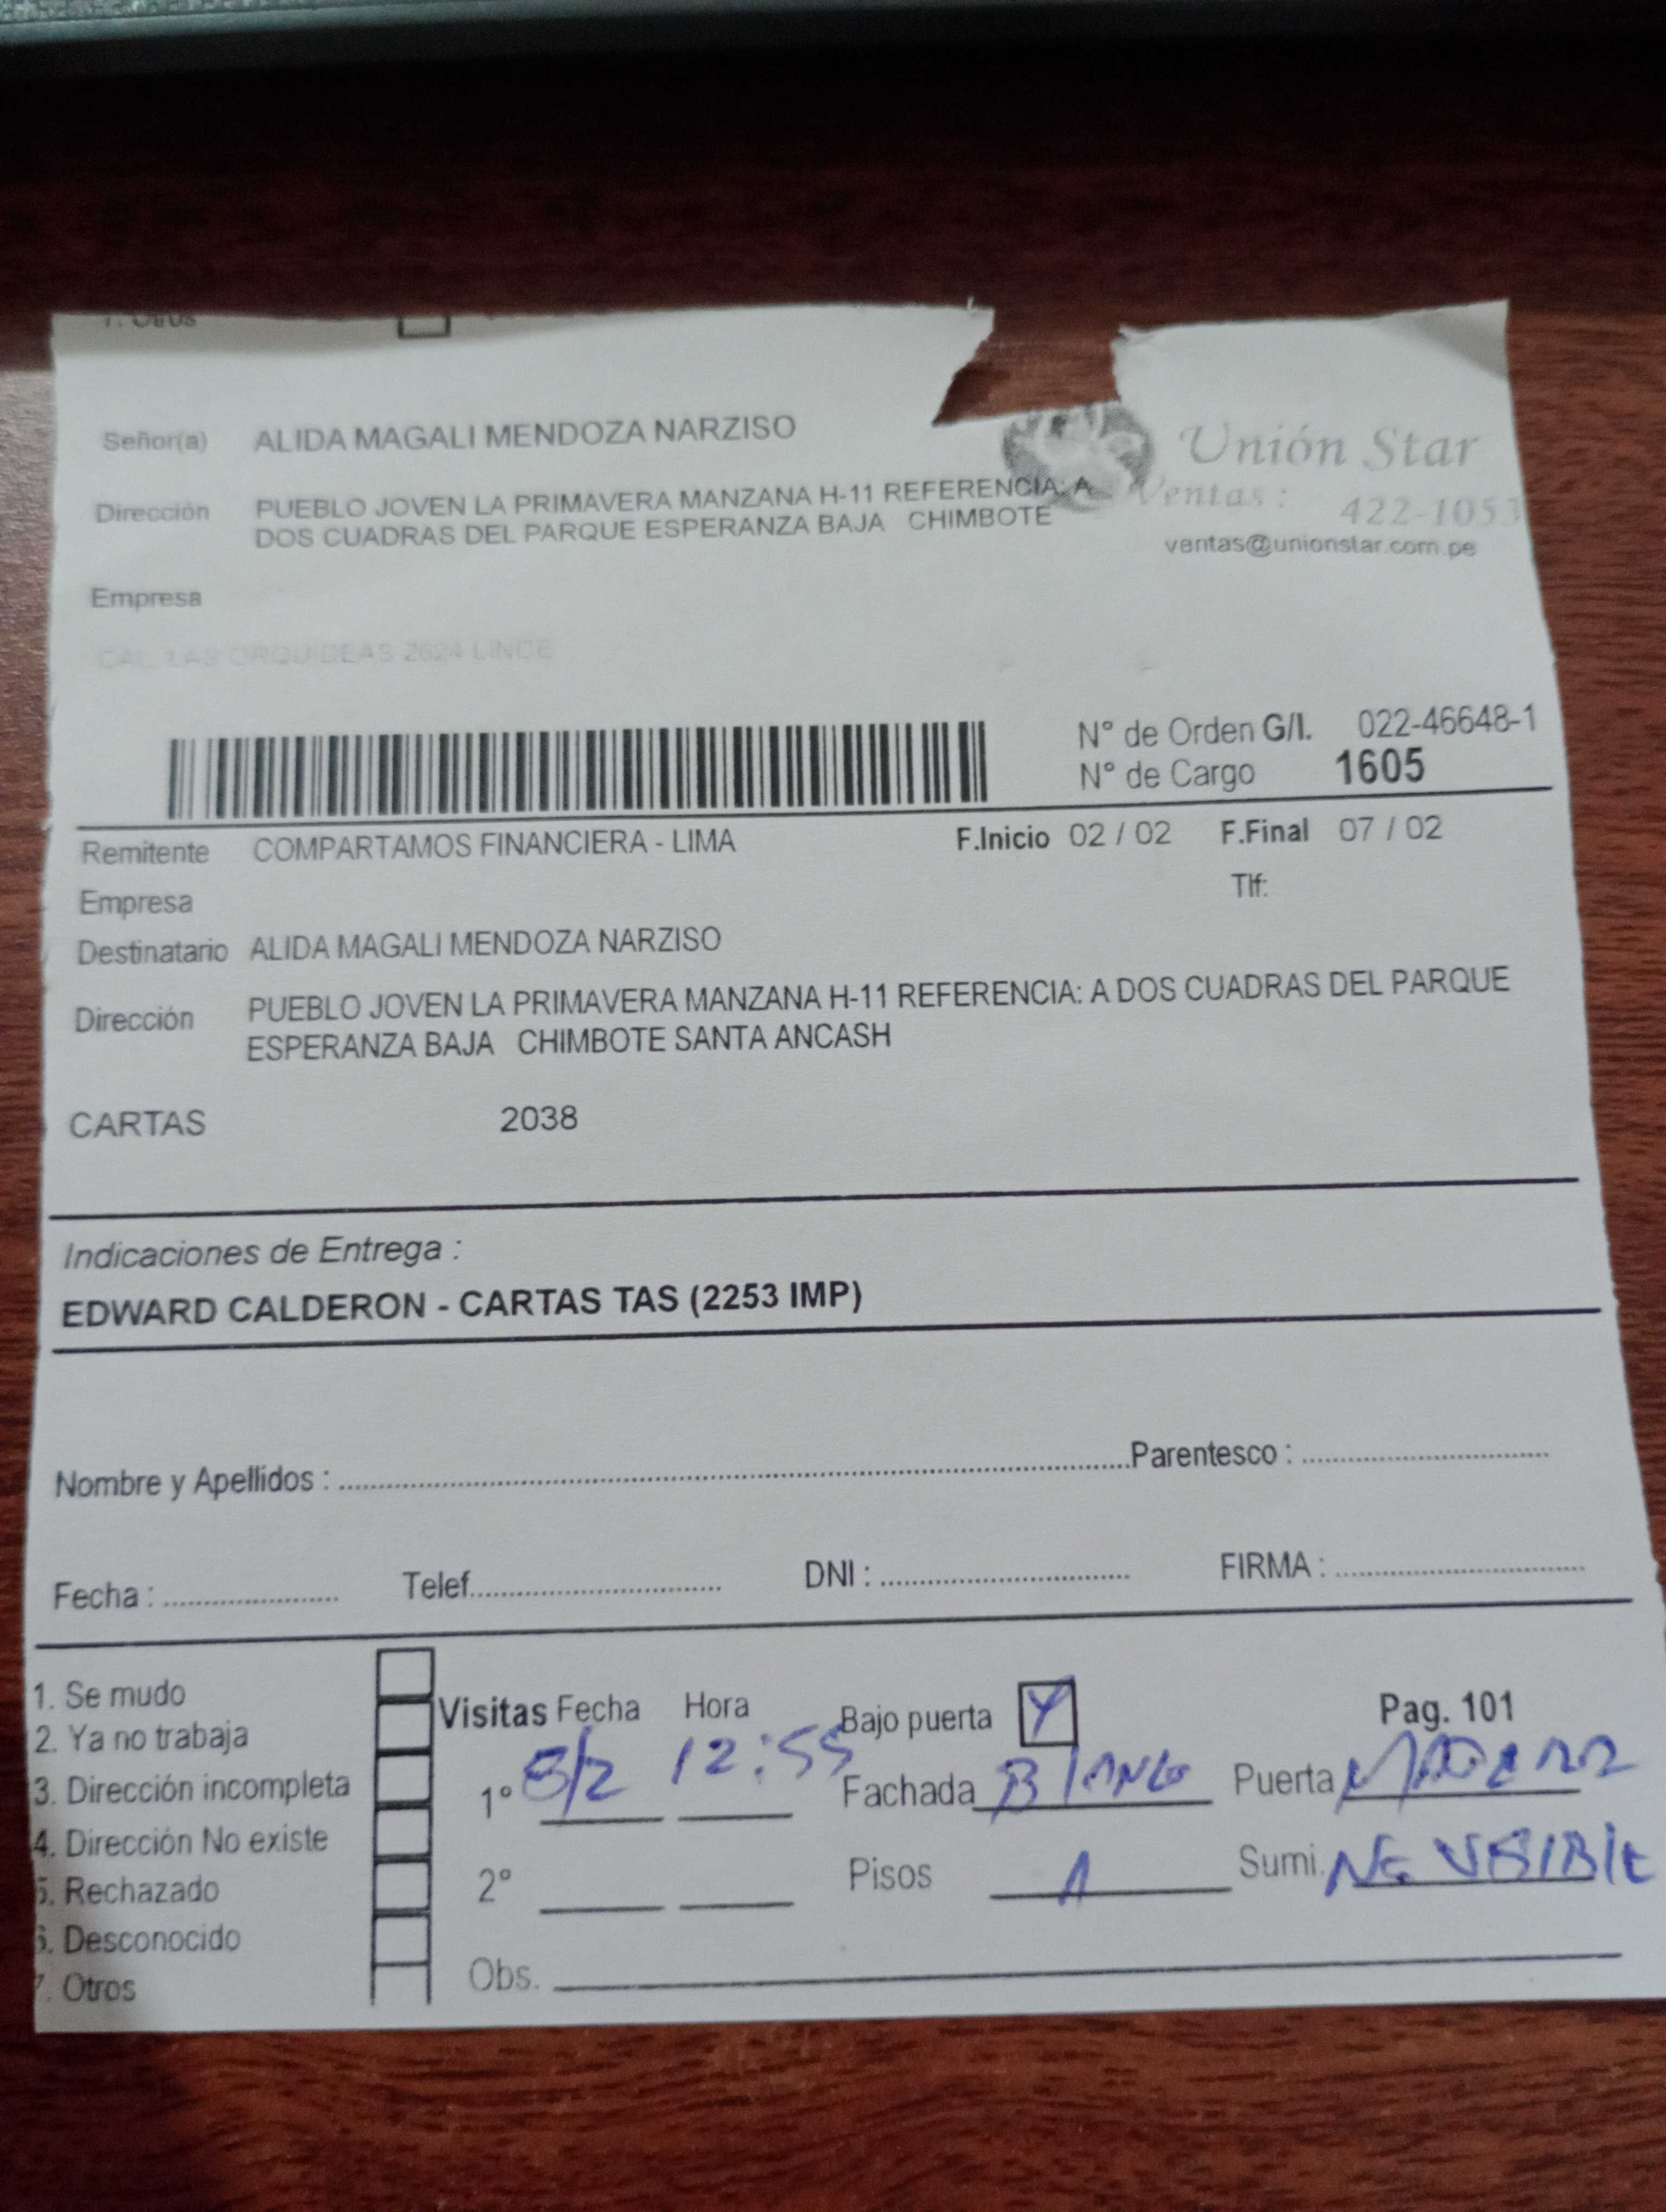 7. Otros
Señor(a) ALIDA MAGALI MENDOZA NARZISO
Unión Star
Dirección PUEBLO JOVEN LA PRIMAVERA MANZANA H-11 REFERENCIA: A
DOS CUADRAS DEL PARQUE ESPERANZA BAJA CHIMBOTE
Ventas : 422-1053
ventas@unionstar.com.pe
Empresa
CAL. LAS ORQUIDEAS 2624 LINCE
N° de Orden G/I. 022-46648-1
N° de Cargo 1605
Remitente COMPARTAMOS FINANCIERA - LIMA F.Inicio 02 / 02 F.Final 07 / 02
Empresa Tlf:
Destinatario ALIDA MAGALI MENDOZA NARZISO
Dirección PUEBLO JOVEN LA PRIMAVERA MANZANA H-11 REFERENCIA: A DOS CUADRAS DEL PARQUE
ESPERANZA BAJA CHIMBOTE SANTA ANCASH
CARTAS 2038
Indicaciones de Entrega :
EDWARD CALDERON - CARTAS TAS (2253 IMP)
Nombre y Apellidos : Parentesco :
Fecha : Telef. DNI : FIRMA :
1. Se mudo
2. Ya no trabaja
3. Dirección incompleta
4. Dirección No existe
5. Rechazado
6. Desconocido
7. Otros
Visitas Fecha Hora Bajo puerta Pag. 101
1° 12:55 Fachada Blanco Puerta
2° Pisos 1 Sumi.
Obs.